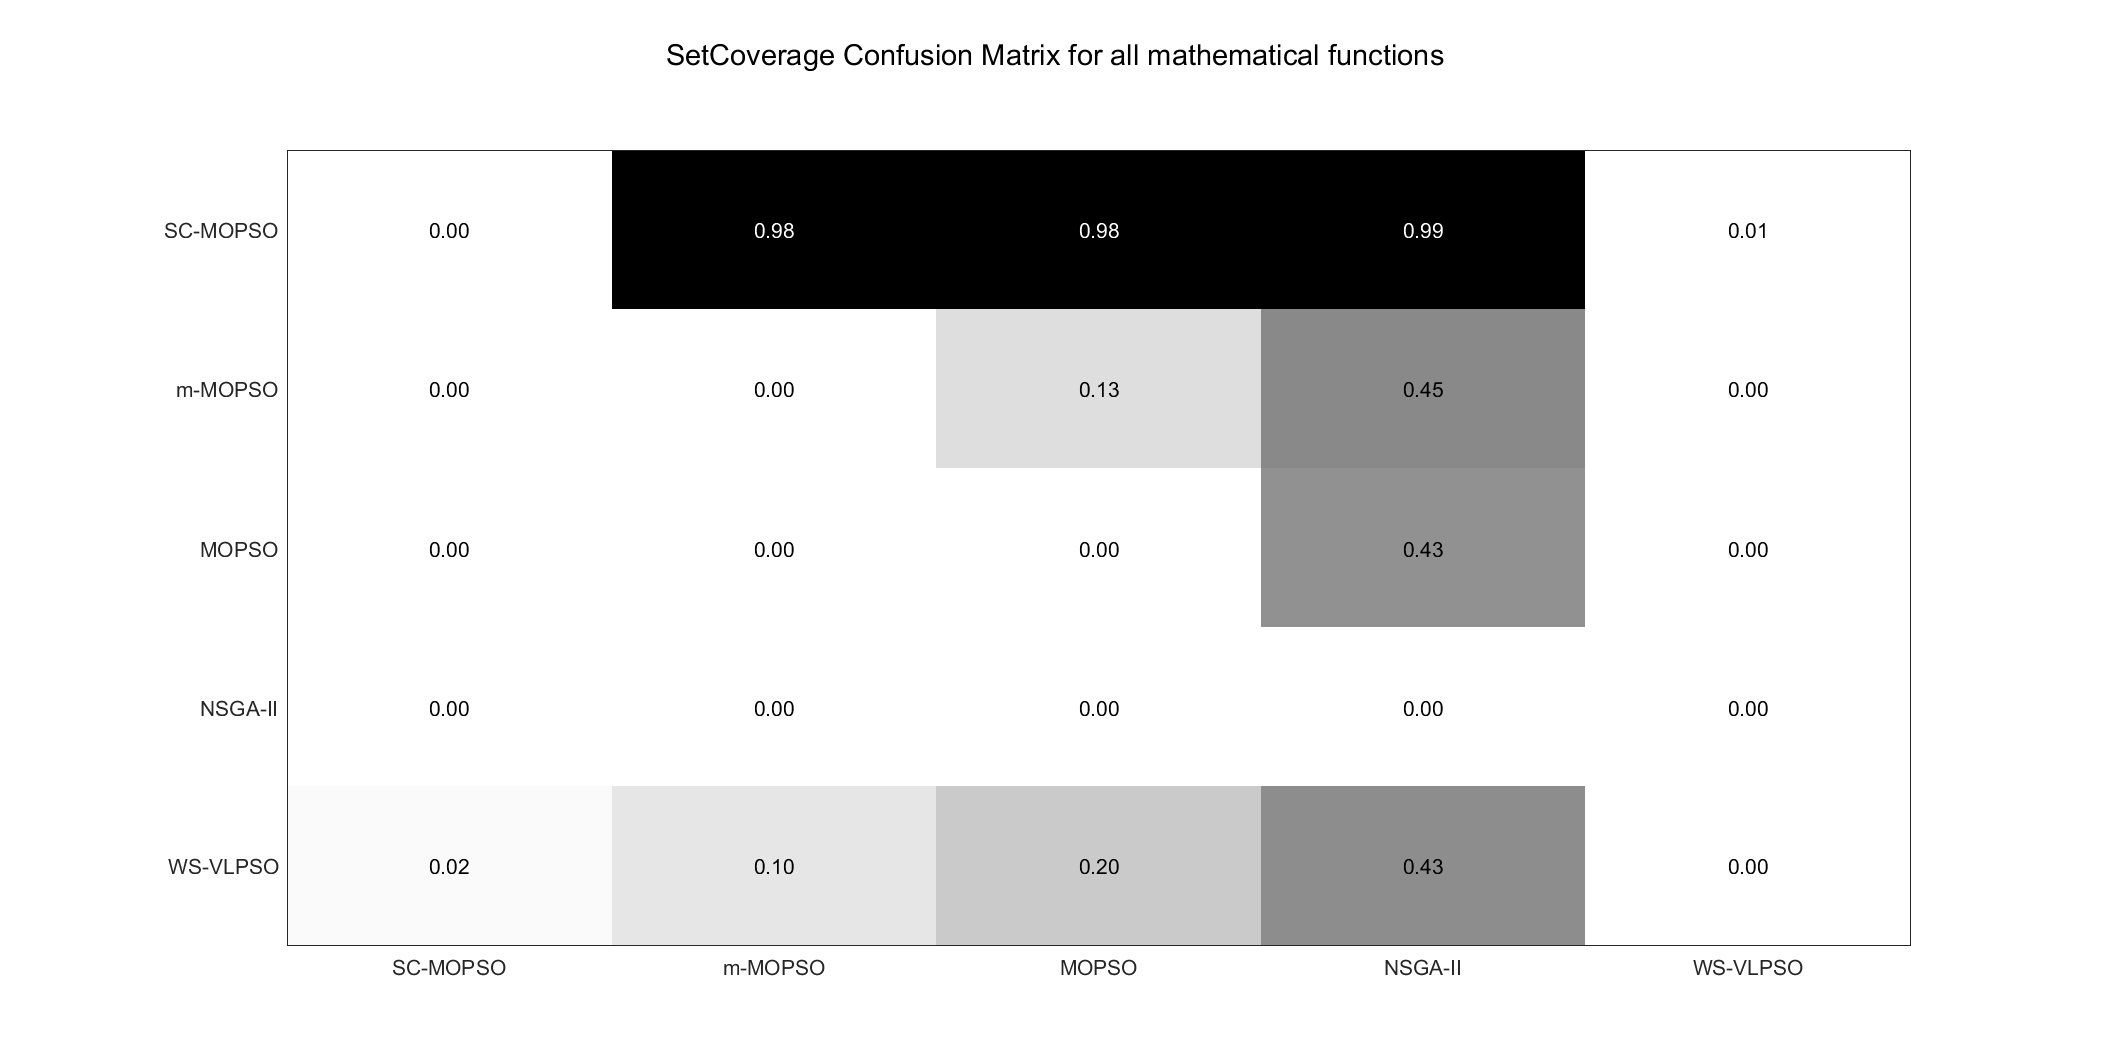 SetCoverage Confusion Matrix for all mathematical functions
SC-MOPSO 0.00 0.98 0.98 0.99 0.01
m-MOPSO 0.00 0.00 0.13 0.45 0.00
MOPSO 0.00 0.00 0.00 0.43 0.00
NSGA-II 0.00 0.00 0.00 0.00 0.00
WS-VLPSO 0.02 0.10 0.20 0.43 0.00
SC-MOPSO m-MOPSO MOPSO NSGA-II WS-VLPSO